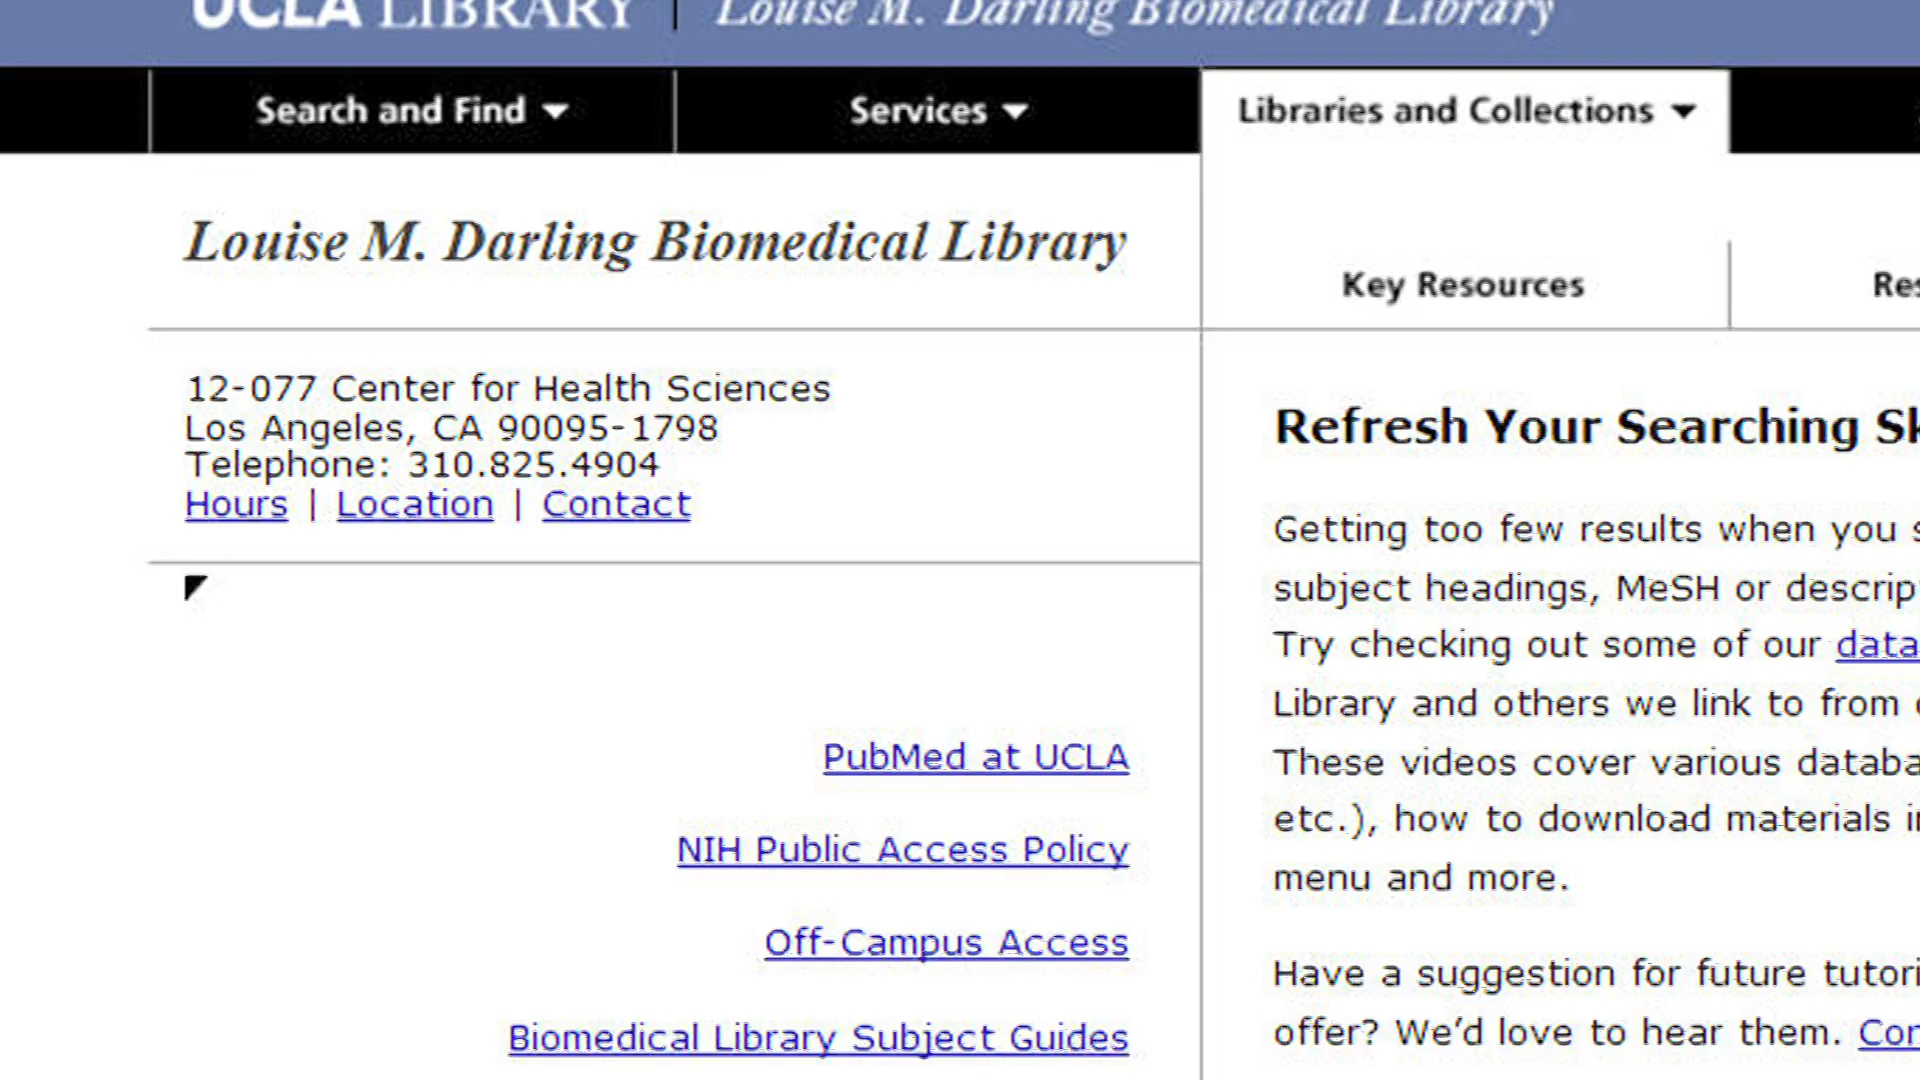 UCLA LIBRARY | Louise M. Darling Biomedical Library
Search and Find Services Libraries and Collections
Louise M. Darling Biomedical Library
Key Resources
12-077 Center for Health Sciences
Los Angeles, CA 90095-1798
Telephone: 310.825.4904
Hours | Location | Contact
PubMed at UCLA
NIH Public Access Policy
Off-Campus Access
Biomedical Library Subject Guides
Refresh Your Searching
Getting too few results when you
subject headings, MeSH or descrip
Try checking out some of our data
Library and others we link to from
These videos cover various databa
etc.), how to download materials
menu and more.
Have a suggestion for future tutori
offer? We'd love to hear them.